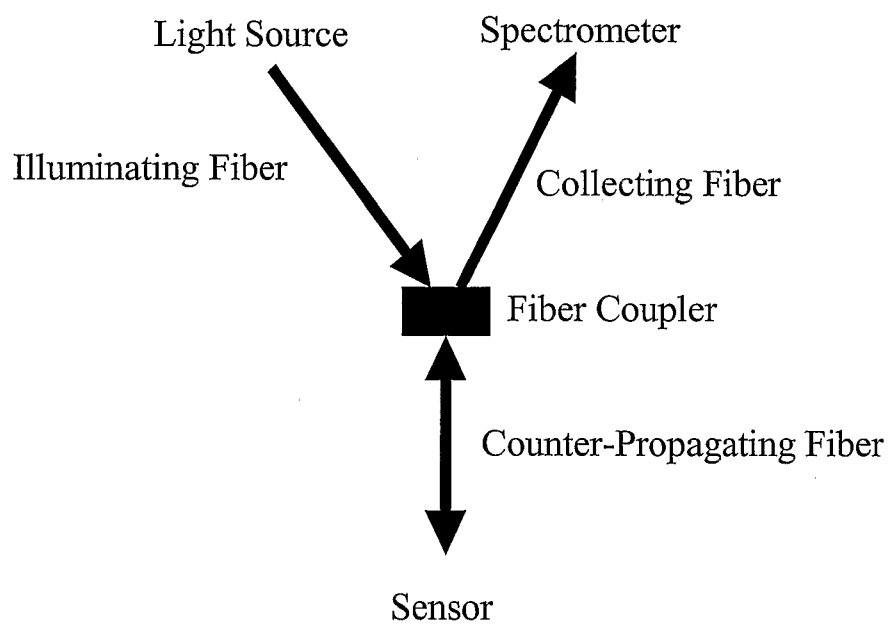 Light Source
Spectrometer
Illuminating Fiber
Collecting Fiber
Fiber Coupler
Counter-Propagating Fiber
Sensor